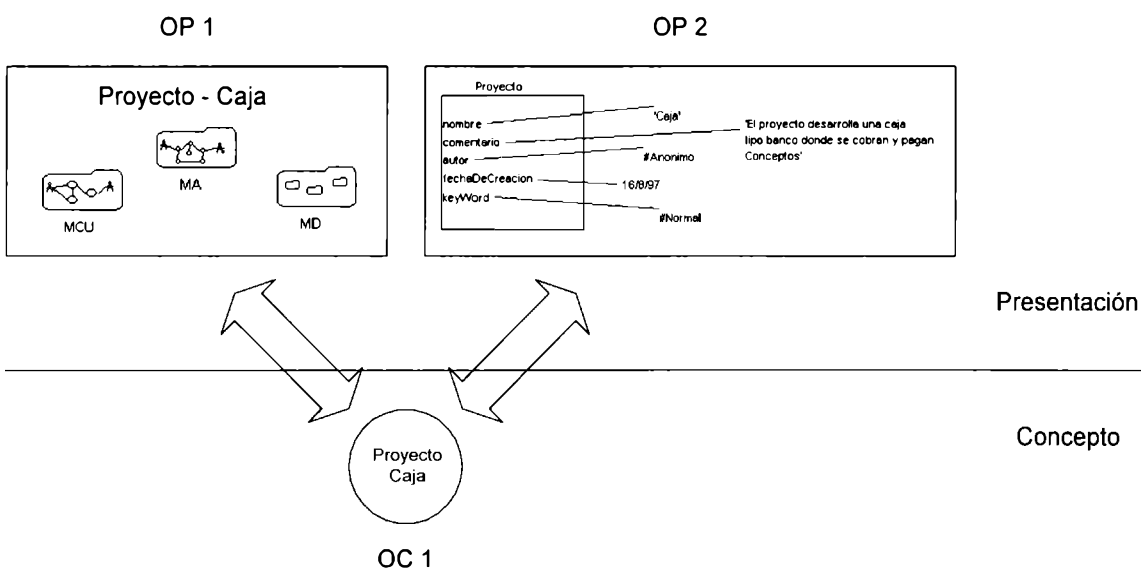 OP 1
OP 2
Proyecto - Caja
MA
MCU
MD
Proyecto
nombre
comentario
autor
fechaDeCreacion
keyWord
'Caja'
'El proyecto desarrolla una caja
tipo banco donde se cobran y pagan
Conceptos'
#Anonimo
16/8/97
#Normal
Presentación
Concepto
Proyecto
Caja
OC 1